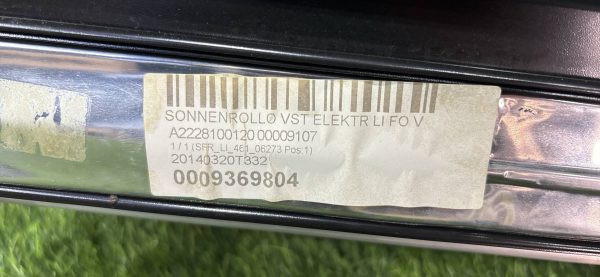 SONNENROLLO VST ELEKTR LI FO V
A2228100120 00009107
1 / 1 (SFR_LI_461_06273 Pos:1)
20140320T332
0009369804